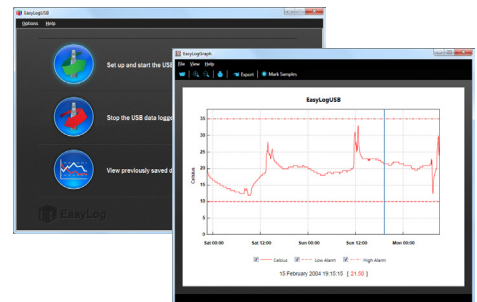 EasyLogUSB
Options Help
Set up and start the USB
Stop the USB data logge
View previously saved d
EasyLog
EasyLogGraph
File View Help
Export Mark Samples
EasyLogUSB
Celsius
35
30
25
20
15
10
5
0
Sat 00:00 Sat 12:00 Sun 00:00 Sun 12:00 Mon 00:00
Celsius Low Alarm High Alarm
15 February 2004 19:15:15 [ 21.50 ]